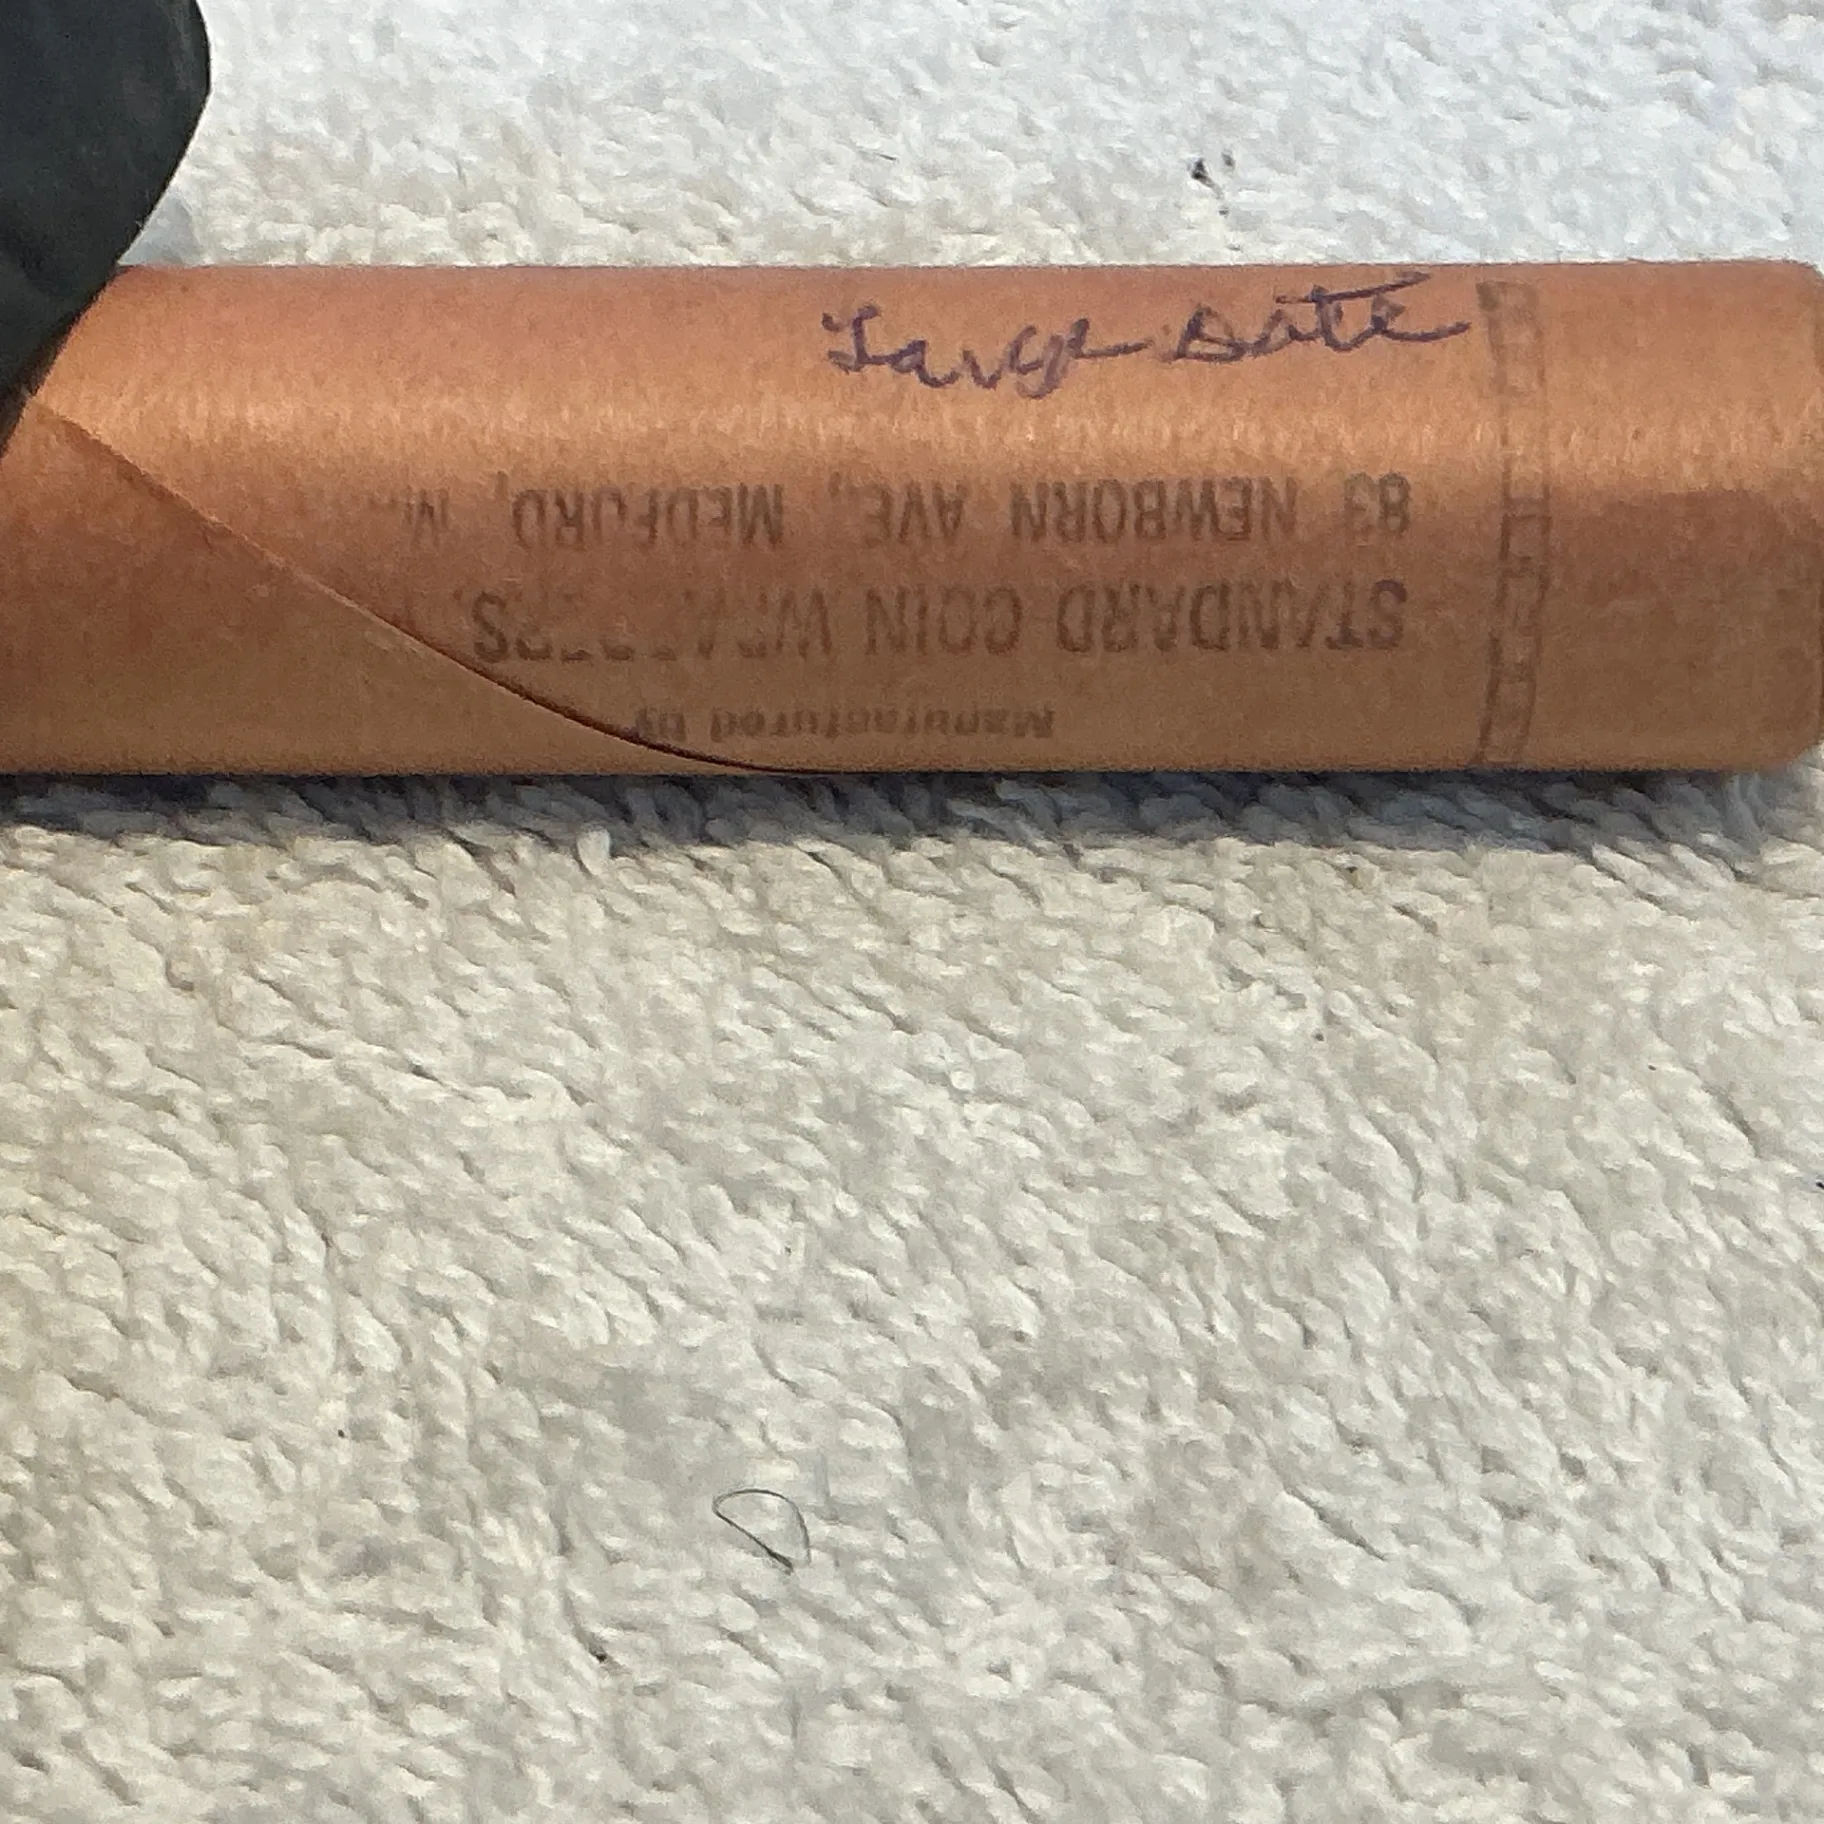 Large Date
Manufactured by
STANDARD COIN WRAPPERS,
83 NEWBORN AVE., MEDFORD,